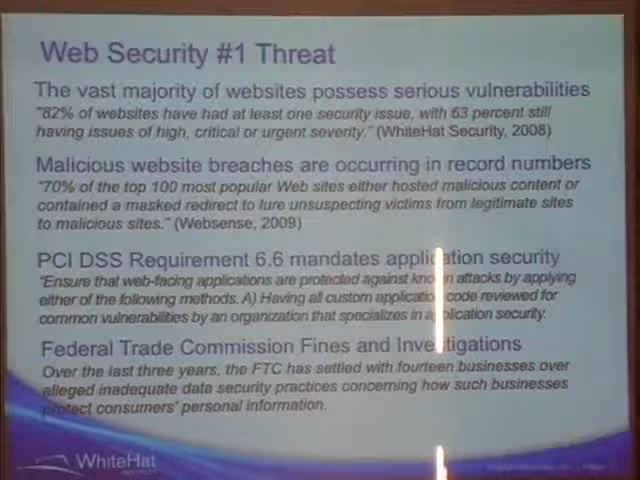 Web Security #1 Threat
The vast majority of websites possess serious vulnerabilities
"82% of websites have had at least one security issue, with 63 percent still
having issues of high, critical or urgent severity." (WhiteHat Security, 2008)
Malicious website breaches are occurring in record numbers
"70% of the top 100 most popular Web sites either hosted malicious content or
contained a masked redirect to lure unsuspecting victims from legitimate sites
to malicious sites." (Websense, 2009)
PCI DSS Requirement 6.6 mandates application security
"Ensure that web-facing applications are protected against known attacks by applying
either of the following methods. A) Having all custom application code reviewed for
common vulnerabilities by an organization that specializes in application security.
Federal Trade Commission Fines and Investigations
Over the last three years, the FTC has settled with fourteen businesses over
alleged inadequate data security practices concerning how such businesses
protect consumers' personal information.
WhiteHat